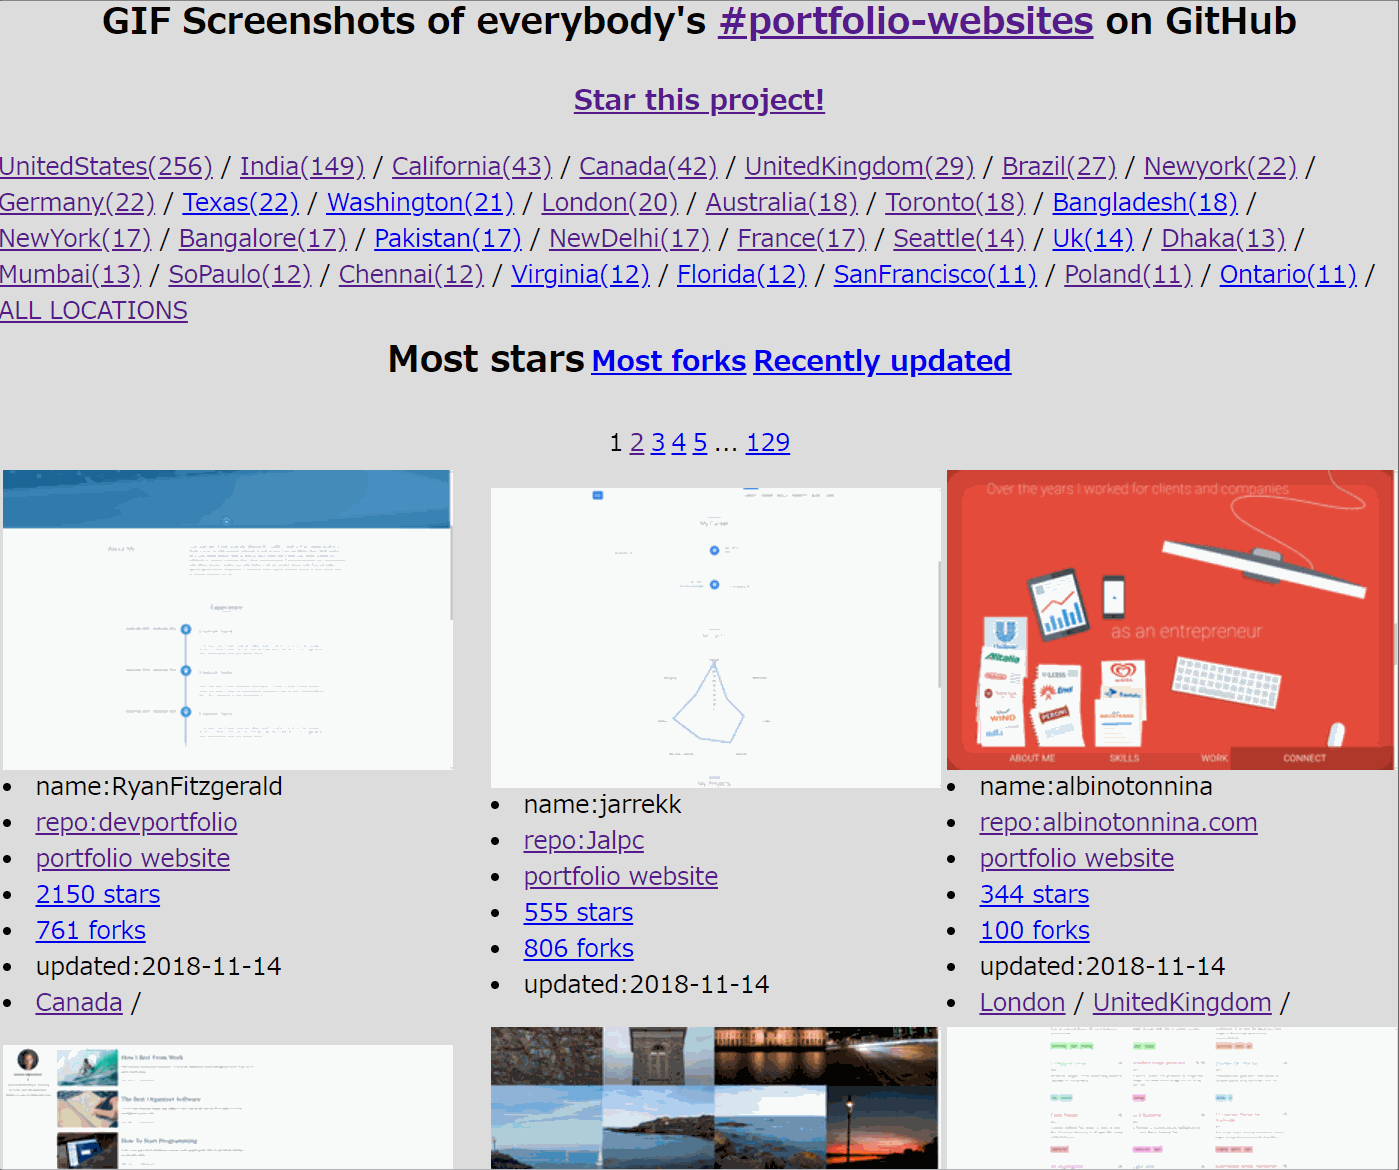 GIF Screenshots of everybody's #portfolio-websites on GitHub
Star this project!
UnitedStates(256) / India(149) / California(43) / Canada(42) / UnitedKingdom(29) / Brazil(27) / Newyork(22) /
Germany(22) / Texas(22) / Washington(21) / London(20) / Australia(18) / Toronto(18) / Bangladesh(18) /
NewYork(17) / Bangalore(17) / Pakistan(17) / NewDelhi(17) / France(17) / Seattle(14) / Uk(14) / Dhaka(13) /
Mumbai(13) / SoPaulo(12) / Chennai(12) / Virginia(12) / Florida(12) / SanFrancisco(11) / Poland(11) / Ontario(11) /
ALL LOCATIONS
Most stars Most forks Recently updated
1 2 3 4 5 ... 129
About Me
Experience
name:RyanFitzgerald
repo:devportfolio
portfolio website
2150 stars
761 forks
updated:2018-11-14
Canada /
name:jarrekk
repo:Jalpc
portfolio website
555 stars
806 forks
updated:2018-11-14
Over the years I worked for clients and companies
as an entrepreneur
Alitalia
WIND
ABOUT ME SKILLS WORK CONNECT
name:albinotonnina
repo:albinotonnina.com
portfolio website
344 stars
100 forks
updated:2018-11-14
London / UnitedKingdom /
How I Best From Work
The Best Organizer Software
How To Start Programming